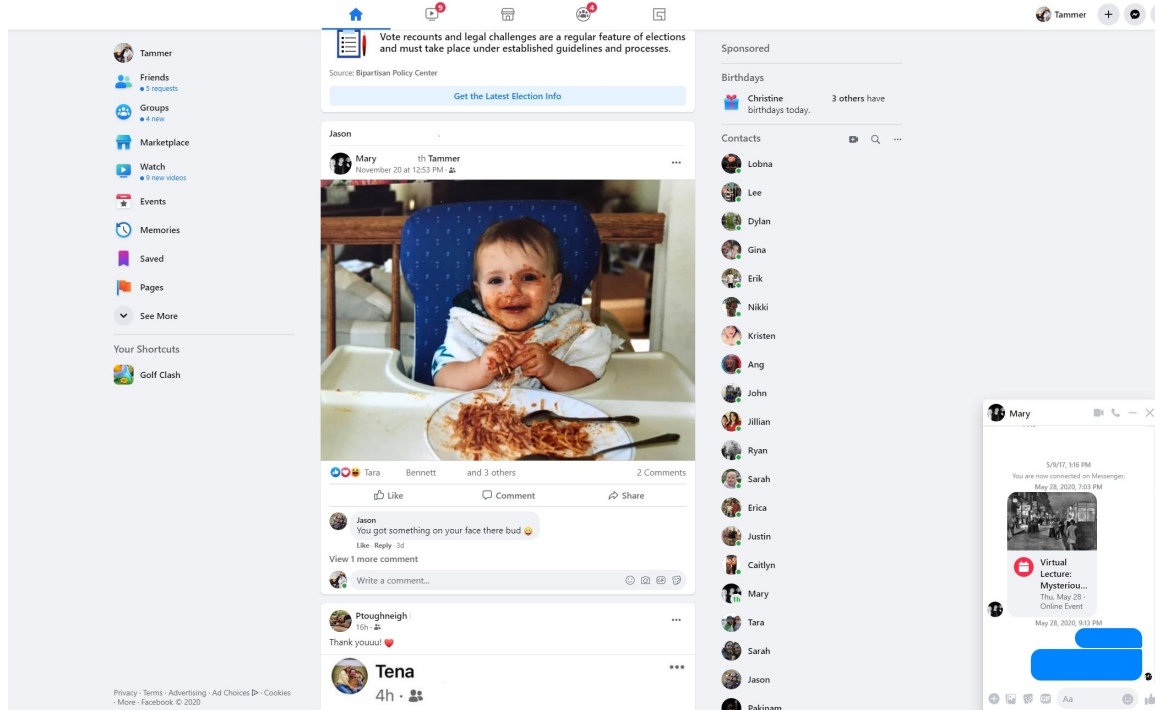 9
4
Tammer
Tammer
Friends
5 requests
Groups
4 new
Marketplace
Watch
9 new videos
Events
Memories
Saved
Pages
See More
Your Shortcuts
Golf Clash
Privacy · Terms · Advertising · Ad Choices · Cookies
· More · Facebook © 2020
Vote recounts and legal challenges are a regular feature of elections
and must take place under established guidelines and processes.
Source: Bipartisan Policy Center
Get the Latest Election Info
Jason
Mary th Tammer
November 20 at 12:53 PM ·
Tara Bennett and 3 others 2 Comments
Like Comment Share
Jason
You got something on your face there bud
Like · Reply · 3d
View 1 more comment
Write a comment...
GIF
Ptoughneigh
16h ·
Thank youuu!
Tena
4h ·
Sponsored
Birthdays
Christine 3 others have
birthdays today.
Contacts
Lobna
Lee
Dylan
Gina
Erik
Nikki
Kristen
Ang
John
Jillian
Ryan
Sarah
Erica
Justin
Caitlyn
Mary
1h
Tara
Sarah
Jason
Pakinam
Mary
5/9/17, 1:16 PM
You are now connected on Messenger.
May 28, 2020, 7:03 PM
Virtual
Lecture:
Mysteriou...
Thu, May 28 -
Online Event
May 28, 2020, 9:13 PM
GIF
Aa